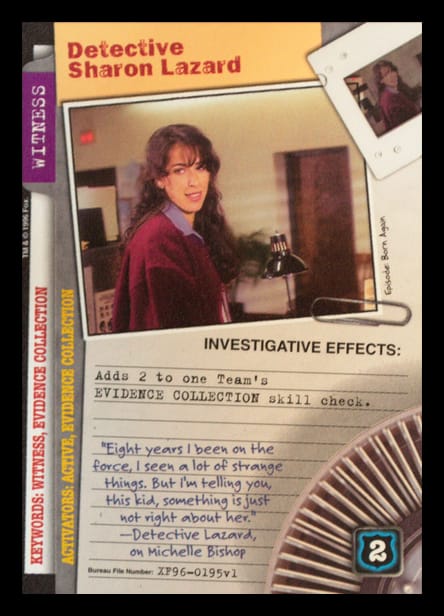 Detective
Sharon Lazard
WITNESS
TM & © 1996 Fox.
KEYWORDS: WITNESS, EVIDENCE COLLECTION
ACTIVATORS: ACTIVE, EVIDENCE COLLECTION
Episode: Born Again
INVESTIGATIVE EFFECTS:
Adds 2 to one Team's
EVIDENCE COLLECTION skill check.
"Eight years I been on the
force, I seen a lot of strange
things. But I'm telling you,
this kid, something is just
not right about her."
—Detective Lazard,
on Michelle Bishop
Bureau File Number: XF96-0195v1
2